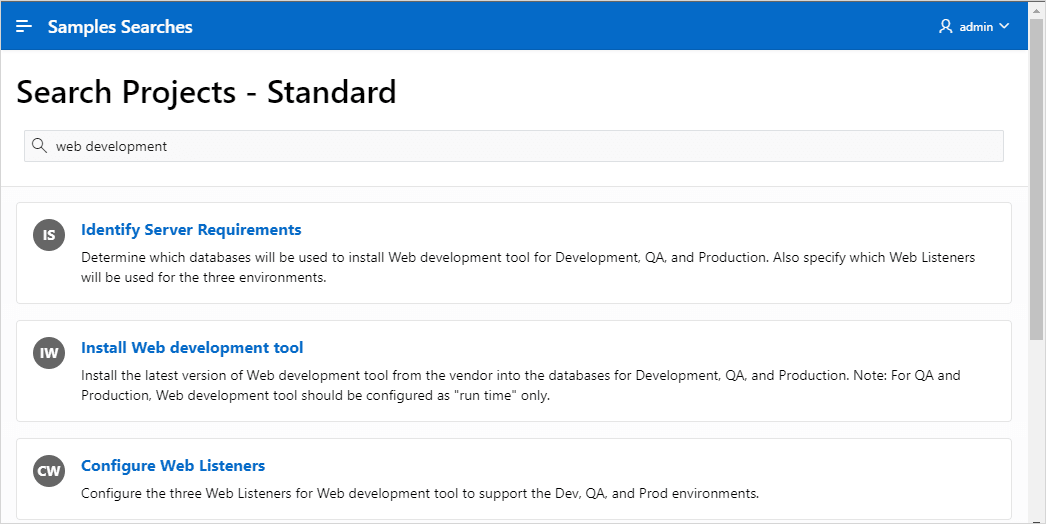 Samples Searches
admin
Search Projects - Standard
web development
IS
Identify Server Requirements
Determine which databases will be used to install Web development tool for Development, QA, and Production. Also specify which Web Listeners
will be used for the three environments.
IW
Install Web development tool
Install the latest version of Web development tool from the vendor into the databases for Development, QA, and Production. Note: For QA and
Production, Web development tool should be configured as "run time" only.
CW
Configure Web Listeners
Configure the three Web Listeners for Web development tool to support the Dev, QA, and Prod environments.